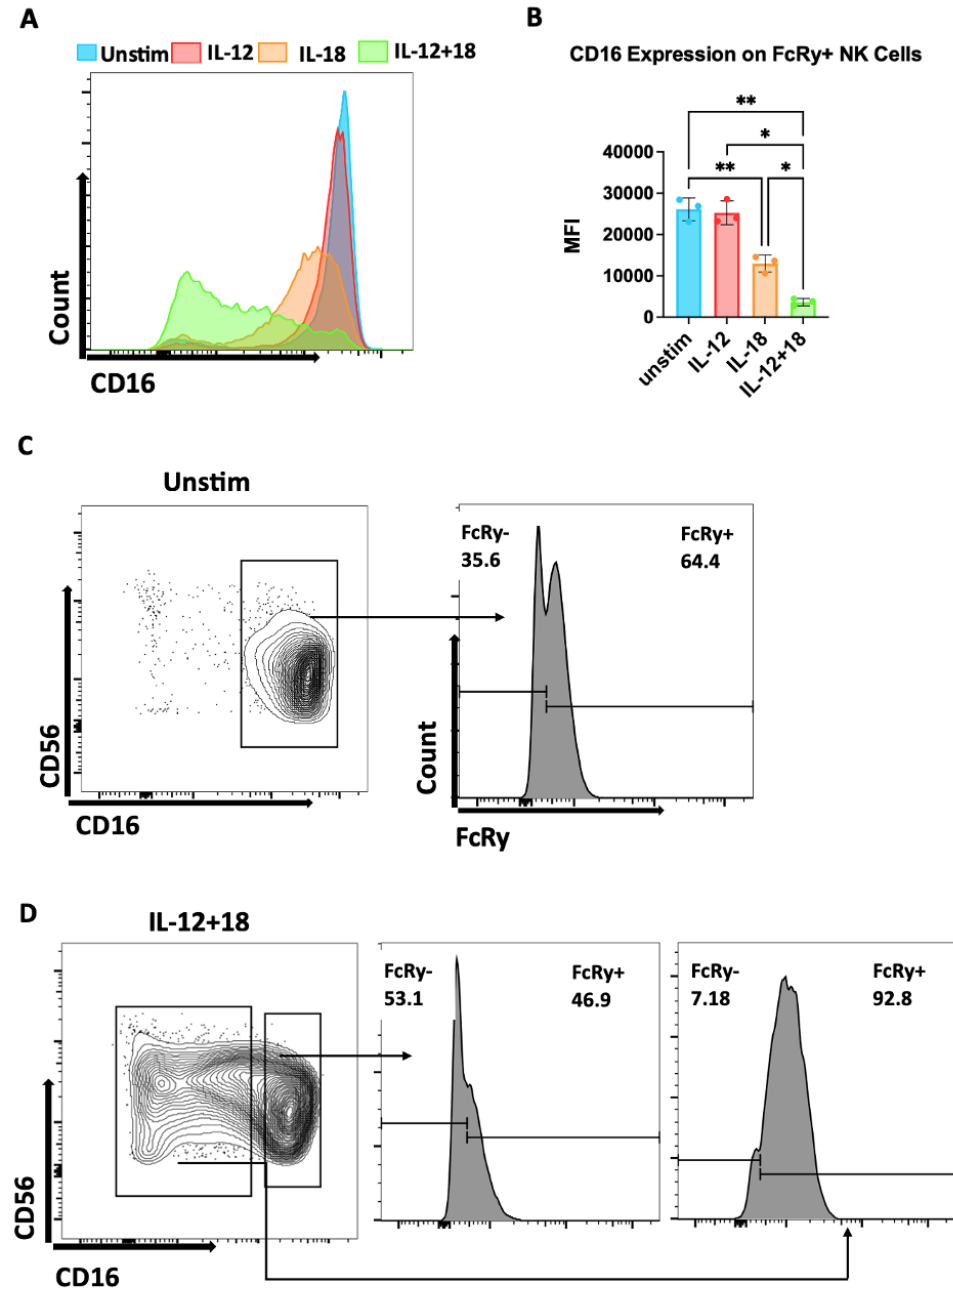 A
Unstim IL-12 IL-18 IL-12+18
Count
CD16
B
CD16 Expression on FcRy+ NK Cells
**
*
** *
40000
30000
20000
10000
0
MFI
unstim
IL-12
IL-18
IL-12+18
C
Unstim
CD56
CD16
FcRy-
35.6
FcRy+
64.4
Count
FcRy
D
IL-12+18
CD56
CD16
FcRy-
53.1
FcRy+
46.9
FcRy-
7.18
FcRy+
92.8